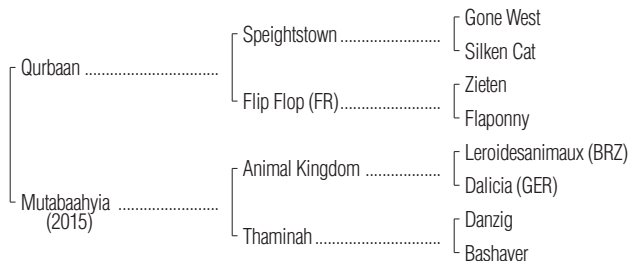 Gone West
Speightstown
Silken Cat
Qurbaan
Zieten
Flip Flop (FR)
Flaponny
Leroidesanimaux (BRZ)
Animal Kingdom
Dalicia (GER)
Mutabaahyia
(2015)
Danzig
Thaminah
Bashayer